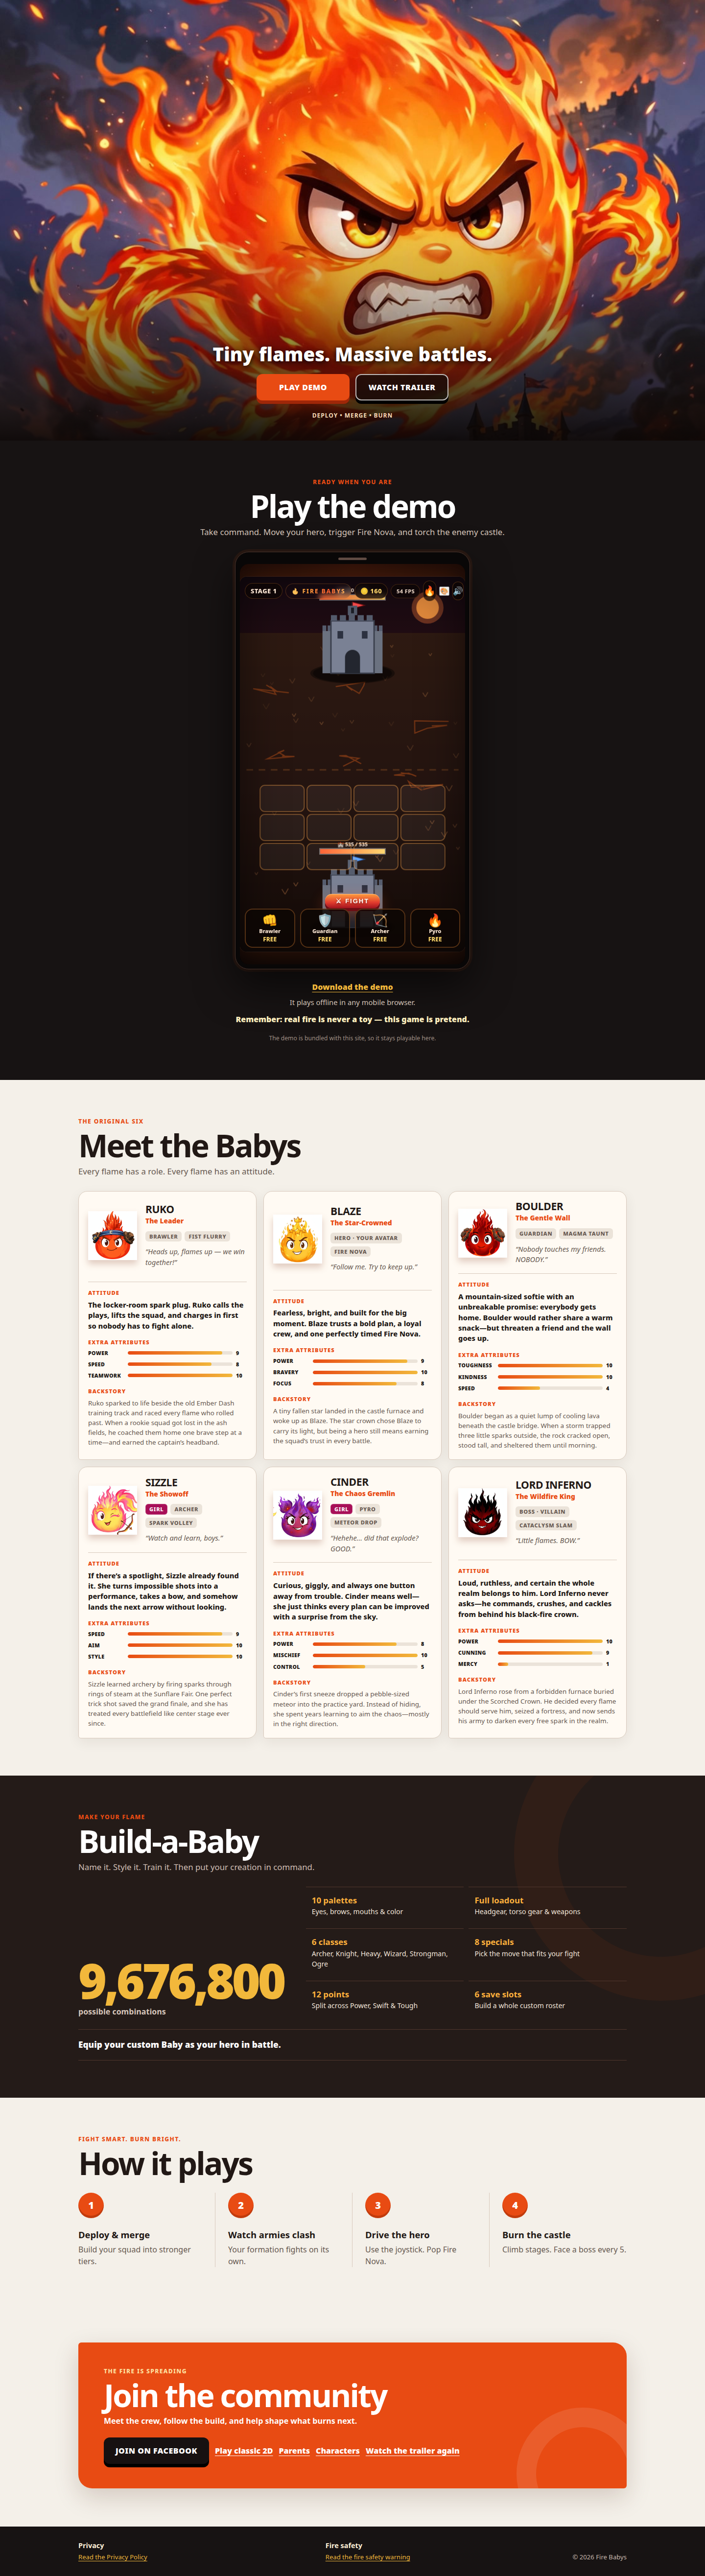 Tiny flames. Massive battles.
PLAY DEMO
WATCH TRAILER
DEPLOY • MERGE • BURN
READY WHEN YOU ARE
Play the demo
Take command. Move your hero, trigger Fire Nova, and torch the enemy castle.
STAGE 1
FIRE BABYS
160
54 FPS
515 / 515
FIGHT
Brawler
FREE
Guardian
FREE
Archer
FREE
Pyro
FREE
Download the demo
It plays offline in any mobile browser.
Remember: real fire is never a toy — this game is pretend.
The demo is bundled with this site, so it stays playable here.
THE ORIGINAL SIX
Meet the Babys
Every flame has a role. Every flame has an attitude.
RUKO
The Leader
BRAWLER
FIST FLURRY
“Heads up, flames up — we win
together!”
ATTITUDE
The locker-room spark plug. Ruko calls the
plays, lifts the squad, and charges in first
so nobody has to fight alone.
EXTRA ATTRIBUTES
POWER 9
SPEED 8
TEAMWORK 10
BACKSTORY
Ruko sparked to life beside the old Ember Dash
training track and raced every flame who rolled
past. When a rookie squad got lost in the ash
fields, he coached them home one brave step at a
time—and earned the captain’s headband.
BLAZE
The Star-Crowned
HERO · YOUR AVATAR
FIRE NOVA
“Follow me. Try to keep up.”
ATTITUDE
Fearless, bright, and built for the big
moment. Blaze trusts a bold plan, a loyal
crew, and one perfectly timed Fire Nova.
EXTRA ATTRIBUTES
POWER 9
BRAVERY 10
FOCUS 8
BACKSTORY
A tiny fallen star landed in the castle furnace and
woke up as Blaze. The star crown chose Blaze to
carry its light, but being a hero still means earning
the squad’s trust in every battle.
BOULDER
The Gentle Wall
GUARDIAN
MAGMA TAUNT
“Nobody touches my friends.
NOBODY.”
ATTITUDE
A mountain-sized softie with an
unbreakable promise: everybody gets
home. Boulder would rather share a warm
snack—but threaten a friend and the wall
goes up.
EXTRA ATTRIBUTES
TOUGHNESS 10
KINDNESS 10
SPEED 4
BACKSTORY
Boulder began as a quiet lump of cooling lava
beneath the castle bridge. When a storm trapped
three little sparks outside, the rock cracked open,
stood tall, and sheltered them until morning.
SIZZLE
The Showoff
GIRL
ARCHER
SPARK VOLLEY
“Watch and learn, boys.”
ATTITUDE
If there’s a spotlight, Sizzle already found
it. She turns impossible shots into a
performance, takes a bow, and somehow
lands the next arrow without looking.
EXTRA ATTRIBUTES
SPEED 9
AIM 10
STYLE 10
BACKSTORY
Sizzle learned archery by firing sparks through
rings of steam at the Sunflare Fair. One perfect
trick shot saved the grand finale, and she has
treated every battlefield like center stage ever
since.
CINDER
The Chaos Gremlin
GIRL
PYRO
METEOR DROP
“Hehehe... did that explode?
GOOD.”
ATTITUDE
Curious, giggly, and always one button
away from trouble. Cinder means well—
she just thinks every plan can be improved
with a surprise from the sky.
EXTRA ATTRIBUTES
POWER 8
MISCHIEF 10
CONTROL 5
BACKSTORY
Cinder’s first sneeze dropped a pebble-sized
meteor into the practice yard. Instead of hiding,
she spent years learning to aim the chaos—mostly
in the right direction.
LORD INFERNO
The Wildfire King
BOSS · VILLAIN
CATACLYSM SLAM
“Little flames. BOW.”
ATTITUDE
Loud, ruthless, and certain the whole
realm belongs to him. Lord Inferno never
asks—he commands, crushes, and cackles
from behind his black-fire crown.
EXTRA ATTRIBUTES
POWER 10
CUNNING 9
MERCY 1
BACKSTORY
Lord Inferno rose from a forbidden furnace buried
under the Scorched Crown. He decided every flame
should serve him, seized a fortress, and now sends
his army to darken every free spark in the realm.
MAKE YOUR FLAME
Build-a-Baby
Name it. Style it. Train it. Then put your creation in command.
9,676,800
possible combinations
10 palettes
Eyes, brows, mouths & color
Full loadout
Headgear, torso gear & weapons
6 classes
Archer, Knight, Heavy, Wizard, Strongman,
Ogre
8 specials
Pick the move that fits your fight
12 points
Split across Power, Swift & Tough
6 save slots
Build a whole custom roster
Equip your custom Baby as your hero in battle.
FIGHT SMART. BURN BRIGHT.
How it plays
1
Deploy & merge
Build your squad into stronger
tiers.
2
Watch armies clash
Your formation fights on its
own.
3
Drive the hero
Use the joystick. Pop Fire
Nova.
4
Burn the castle
Climb stages. Face a boss every 5.
THE FIRE IS SPREADING
Join the community
Meet the crew, follow the build, and help shape what burns next.
JOIN ON FACEBOOK
Play classic 2D
Parents
Characters
Watch the trailer again
Privacy
Read the Privacy Policy
Fire safety
Read the fire safety warning
© 2026 Fire Babys